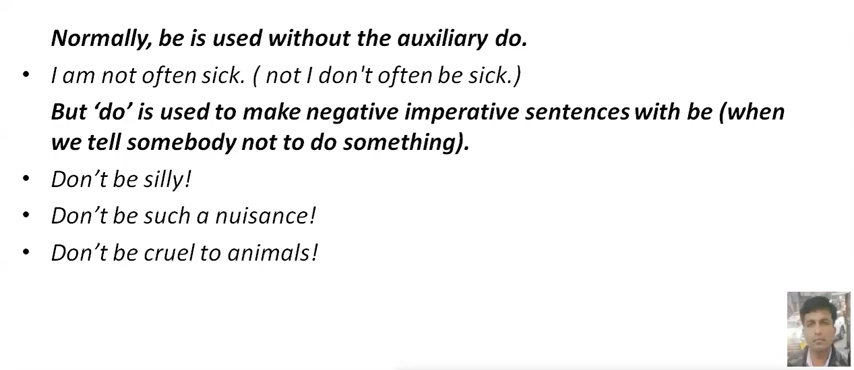 Normally, be is used without the auxiliary do.
• I am not often sick. ( not I don't often be sick.)
But ‘do’ is used to make negative imperative sentences with be (when
we tell somebody not to do something).
• Don’t be silly!
• Don’t be such a nuisance!
• Don’t be cruel to animals!